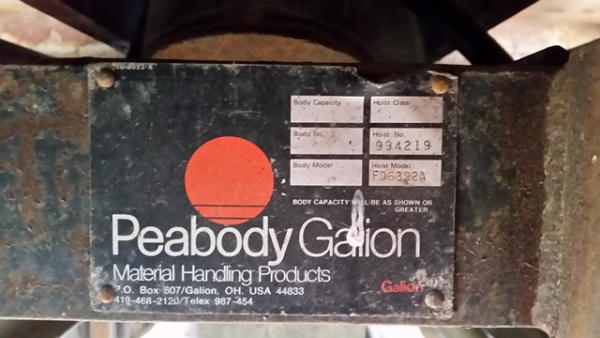 Body Capacity
Hoist Class
Body No.
Hoist No.
994219
Body Model
Hoist Model
FD6392A
BODY CAPACITY WILL BE AS SHOWN OR
GREATER
Peabody Galion
Material Handling Products
P.O. Box 607/Galion, OH. USA 44833
419-468-2120/Telex 987-454
Galion